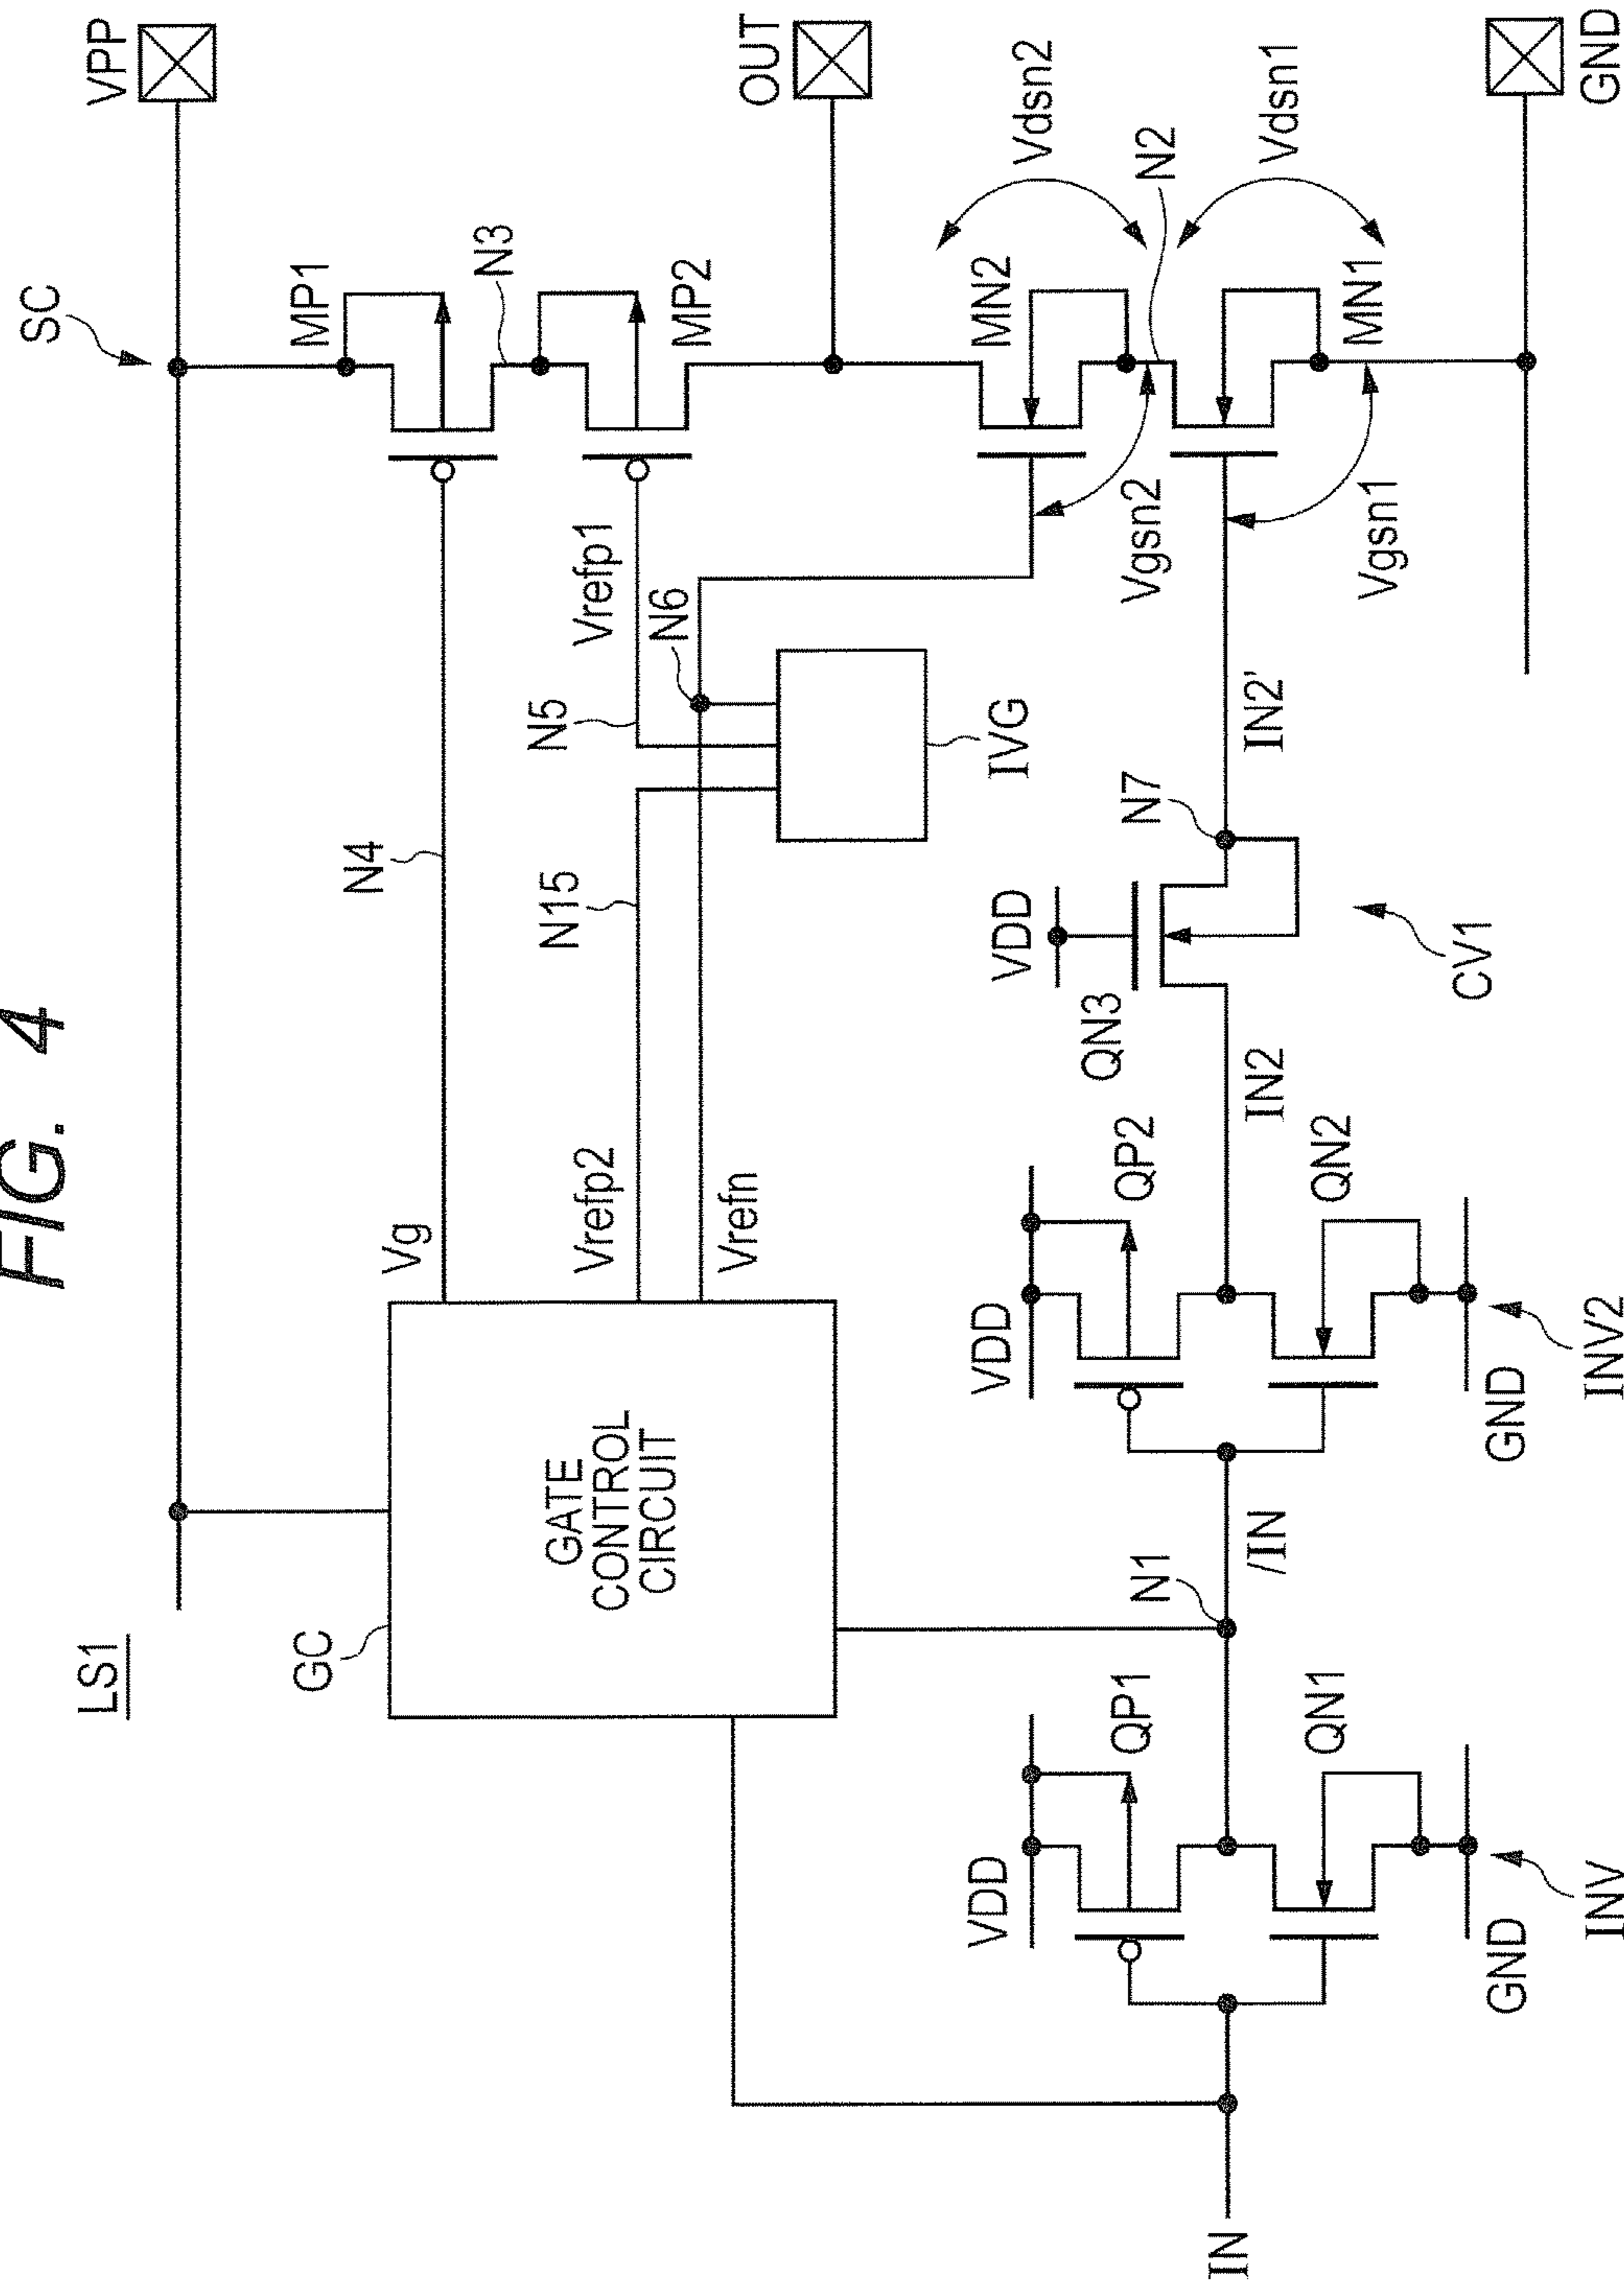 FIG. 4
LS1
SC
VPP
MP1
N3
MP2
N4
Vg
GC
GATE
CONTROL
CIRCUIT
Vrefp2
Vrefn
N15
N5
Vrefp1
N6
IVG
OUT
MN2
Vdsn2
N2
Vgsn2
Vdsn1
MN1
Vgsn1
GND
IN
VDD
QP1
QN1
GND
INV
N1
/IN
VDD
QP2
QN2
GND
INV2
IN2
VDD
QN3
N7
IN2'
CV1